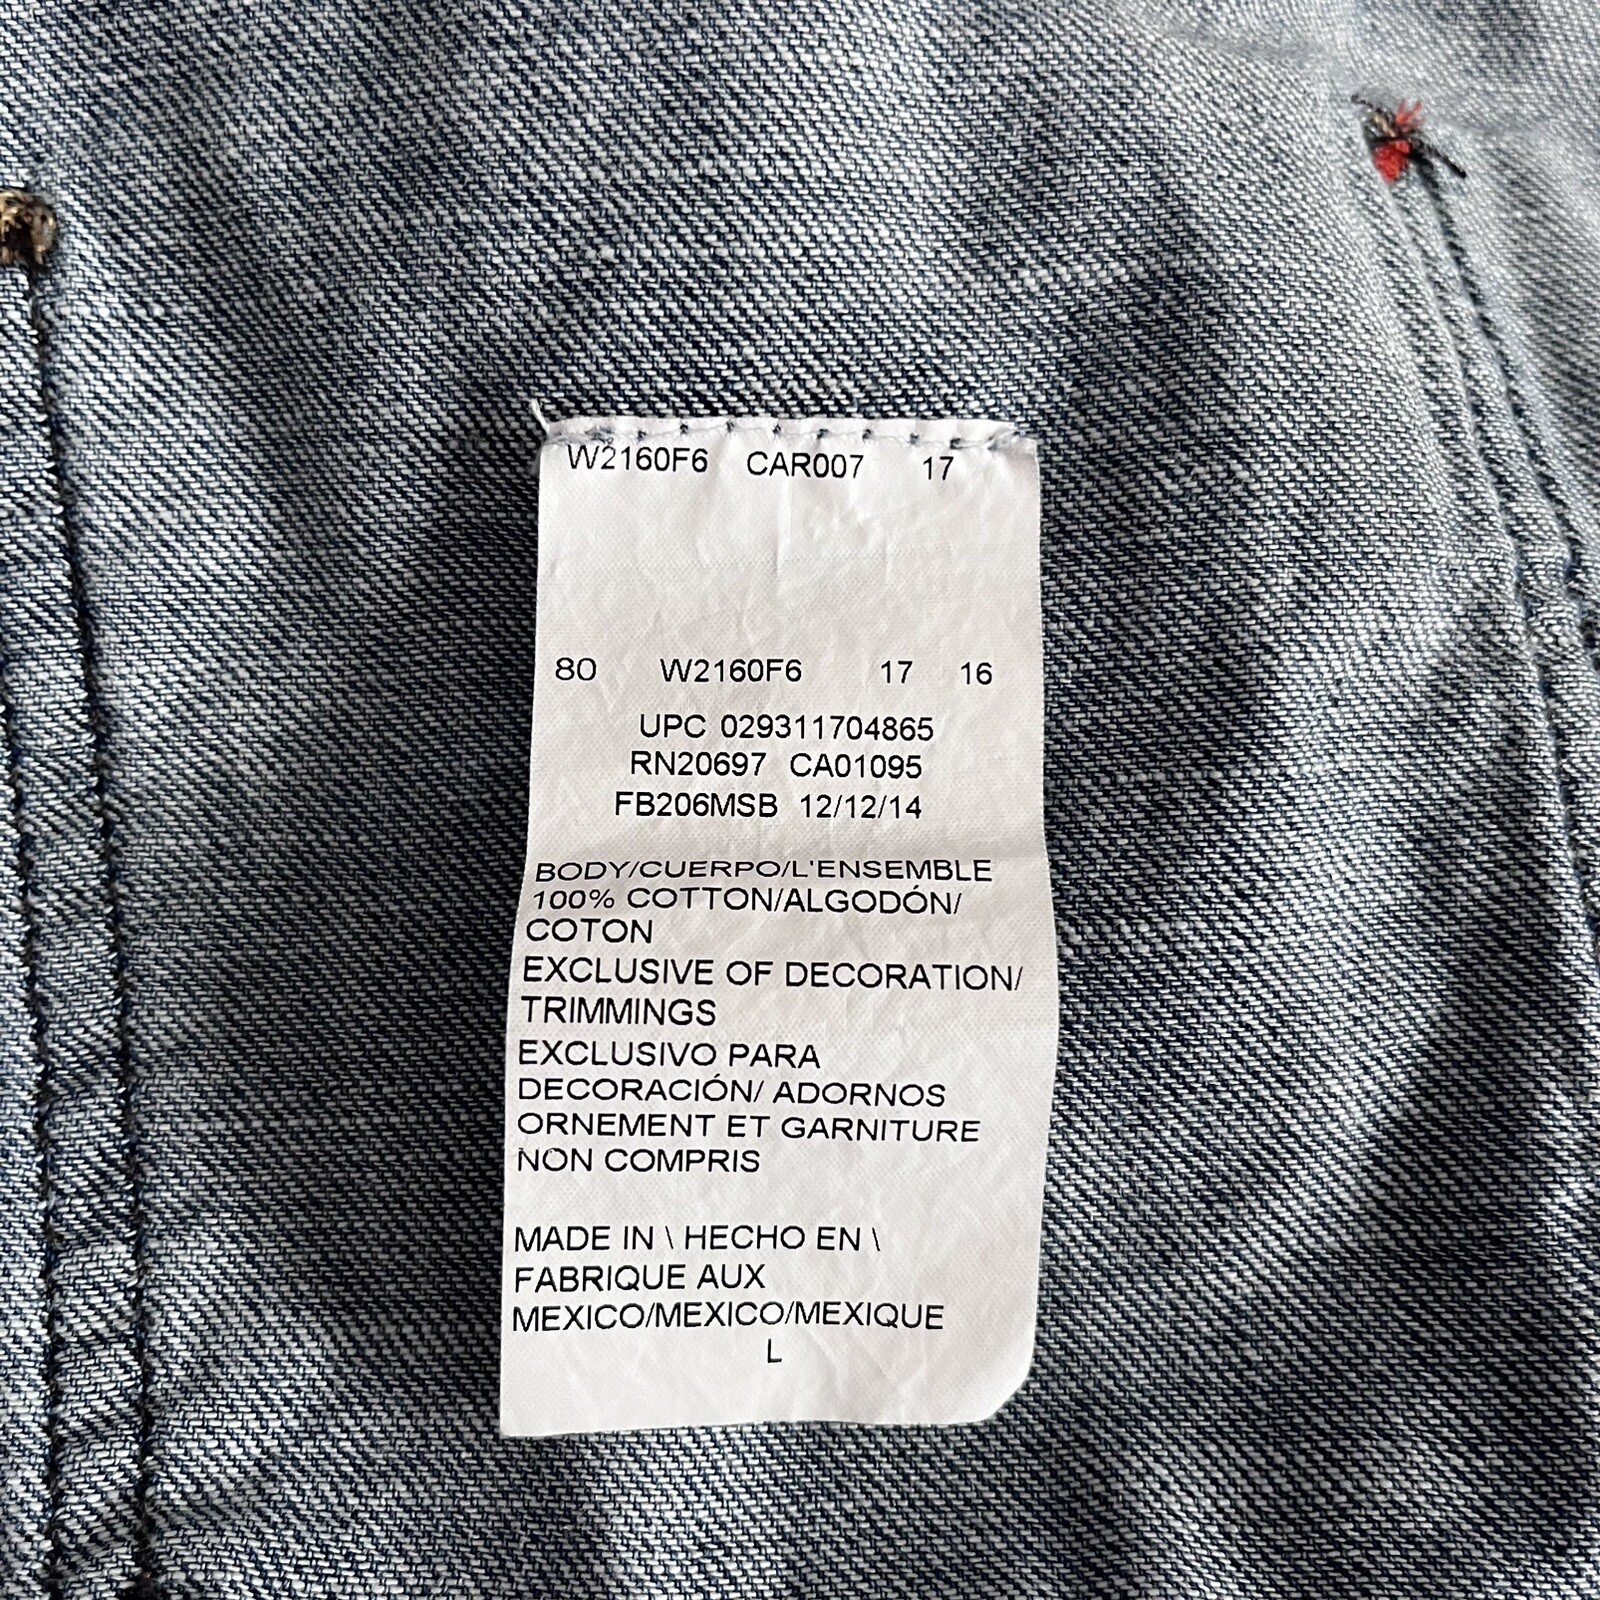 W2160F6 CAR007 17
80 W2160F6 17 16
UPC 029311704865
RN20697 CA01095
FB206MSB 12/12/14
BODY/CUERPO/L'ENSEMBLE
100% COTTON/ALGODÓN/
COTON
EXCLUSIVE OF DECORATION/
TRIMMINGS
EXCLUSIVO PARA
DECORACIÓN/ ADORNOS
ORNEMENT ET GARNITURE
NON COMPRIS
MADE IN \ HECHO EN \
FABRIQUE AUX
MEXICO/MEXICO/MEXIQUE
L